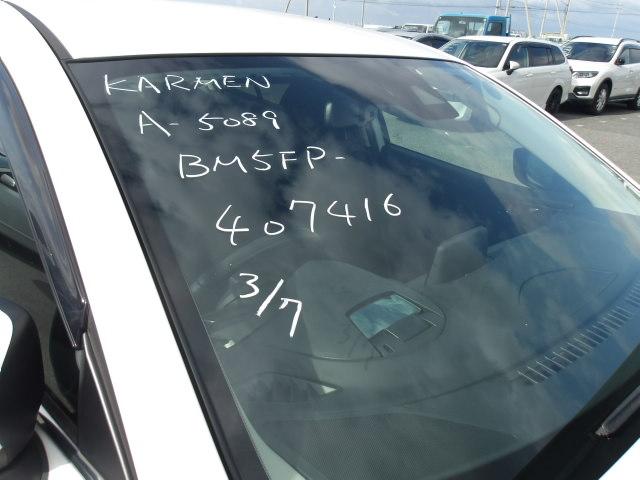 KARMEN
A-5089
BM5FP-
407416
3/7